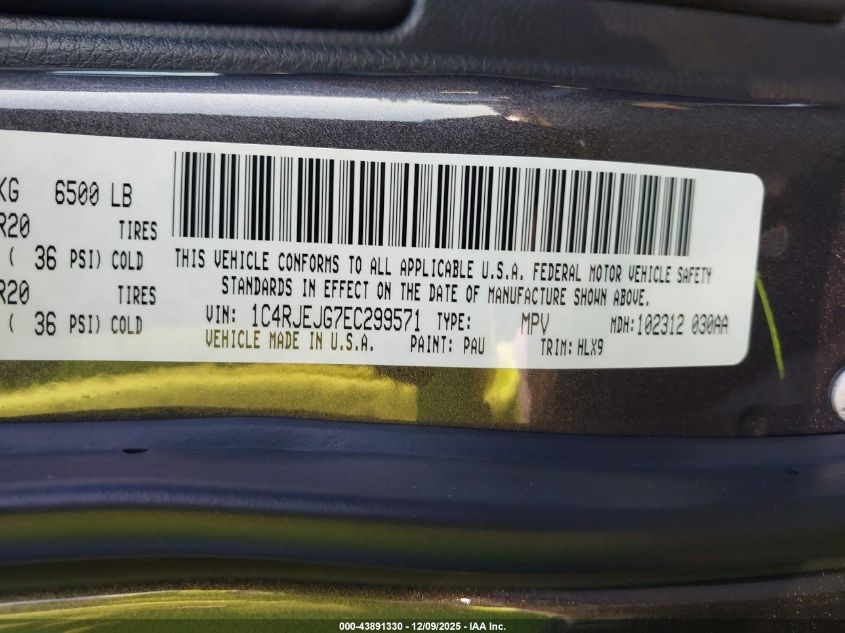 KG 6500 LB
R20 TIRES
( 36 PSI) COLD
R20 TIRES
( 36 PSI) COLD
THIS VEHICLE CONFORMS TO ALL APPLICABLE U.S.A. FEDERAL MOTOR VEHICLE SAFETY
STANDARDS IN EFFECT ON THE DATE OF MANUFACTURE SHOWN ABOVE.
VIN: 1C4RJEJG7EC299571 TYPE: MPV MDH: 102312 030AA
VEHICLE MADE IN U.S.A. PAINT: PAU TRIM: HLX9
000-43891330 - 12/09/2025 - IAA Inc.